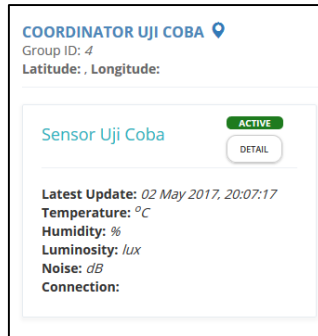 COORDINATOR UJI COBA
Group ID: 4
Latitude: , Longitude:
Sensor Uji Coba
ACTIVE
DETAIL
Latest Update: 02 May 2017, 20:07:17
Temperature: °C
Humidity: %
Luminosity: lux
Noise: dB
Connection: